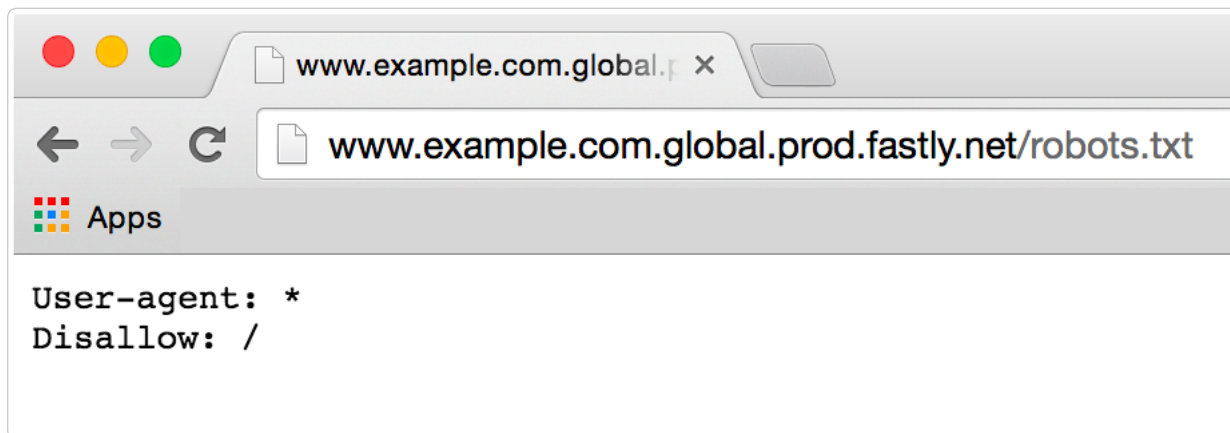 www.example.com.global.p
www.example.com.global.prod.fastly.net/robots.txt
Apps
User-agent: *
Disallow: /